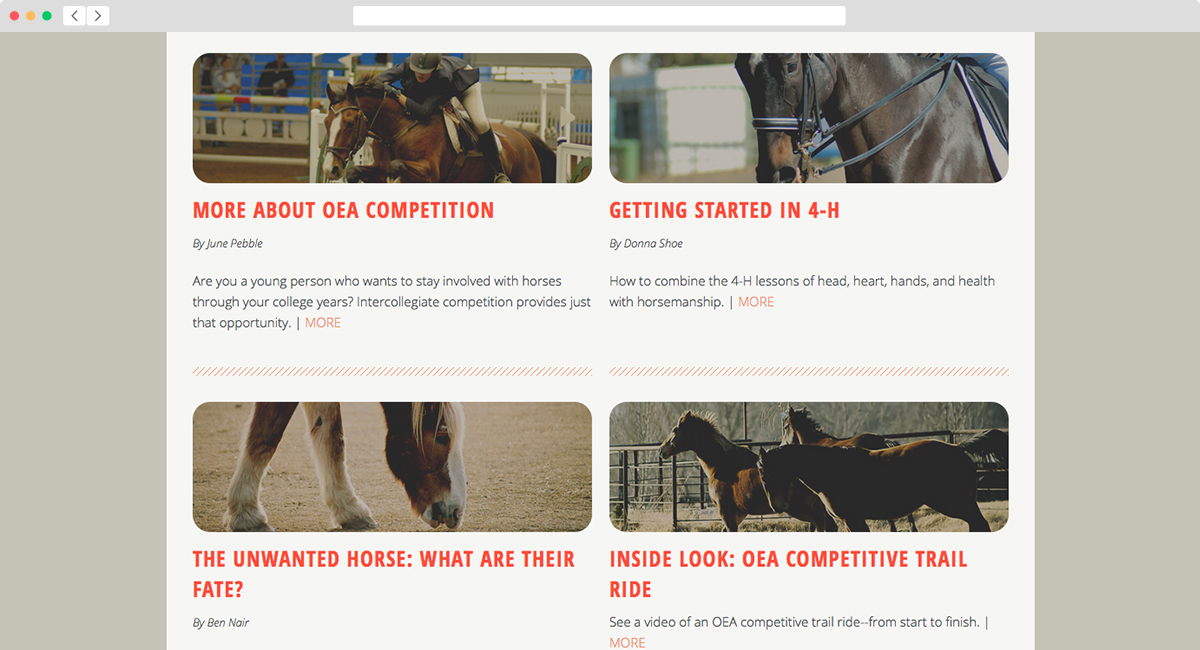 MORE ABOUT OEA COMPETITION
By June Pebble
Are you a young person who wants to stay involved with horses
through your college years? Intercollegiate competition provides just
that opportunity. | MORE
GETTING STARTED IN 4-H
By Donna Shoe
How to combine the 4-H lessons of head, heart, hands, and health
with horsemanship. | MORE
THE UNWANTED HORSE: WHAT ARE THEIR
FATE?
By Ben Nair
INSIDE LOOK: OEA COMPETITIVE TRAIL
RIDE
See a video of an OEA competitive trail ride--from start to finish. |
MORE